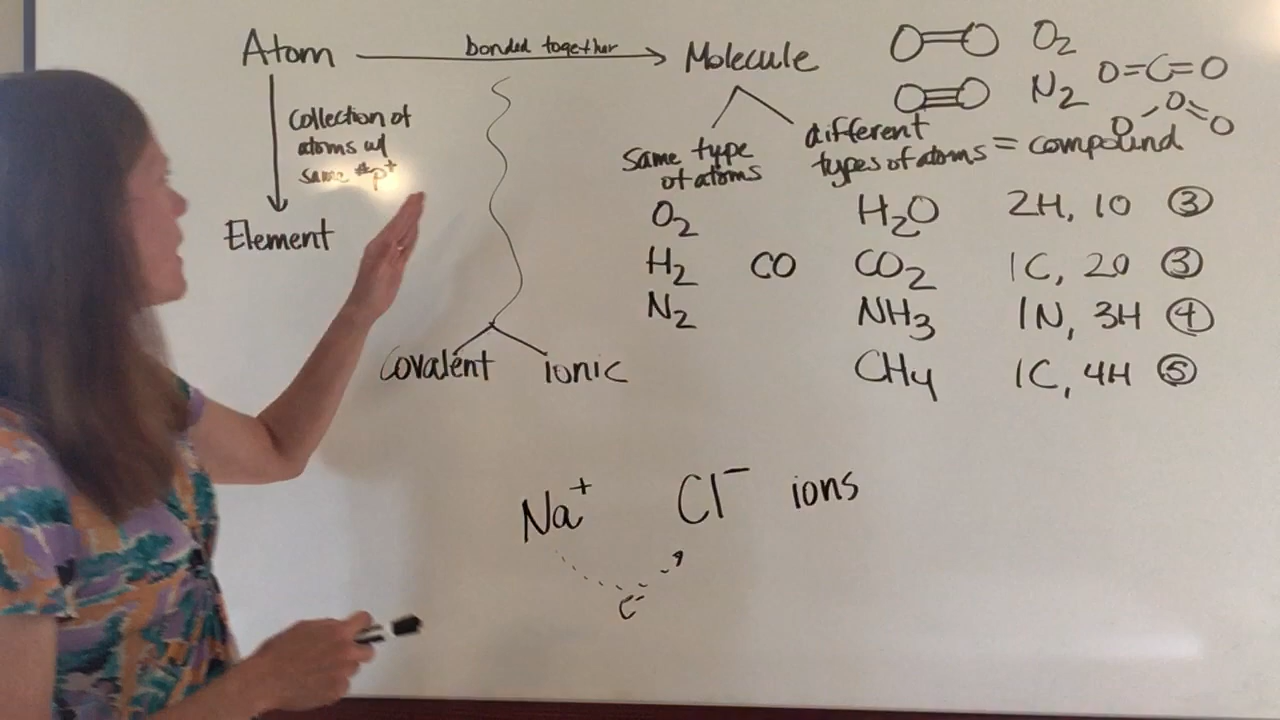 Atom
bonded together
Molecule
O=O
O₂
O≡O
N₂
O=C=O
O-O=O
collection of
atoms w/
same #p⁺
Element
same type
of atoms
different
types of atoms = compound
O₂
H₂O
2H, 1O
③
H₂
CO
CO₂
1C, 2O
③
N₂
NH₃
1N, 3H
④
CH₄
1C, 4H
⑤
covalent
ionic
Na⁺
Cl⁻
ions
e⁻